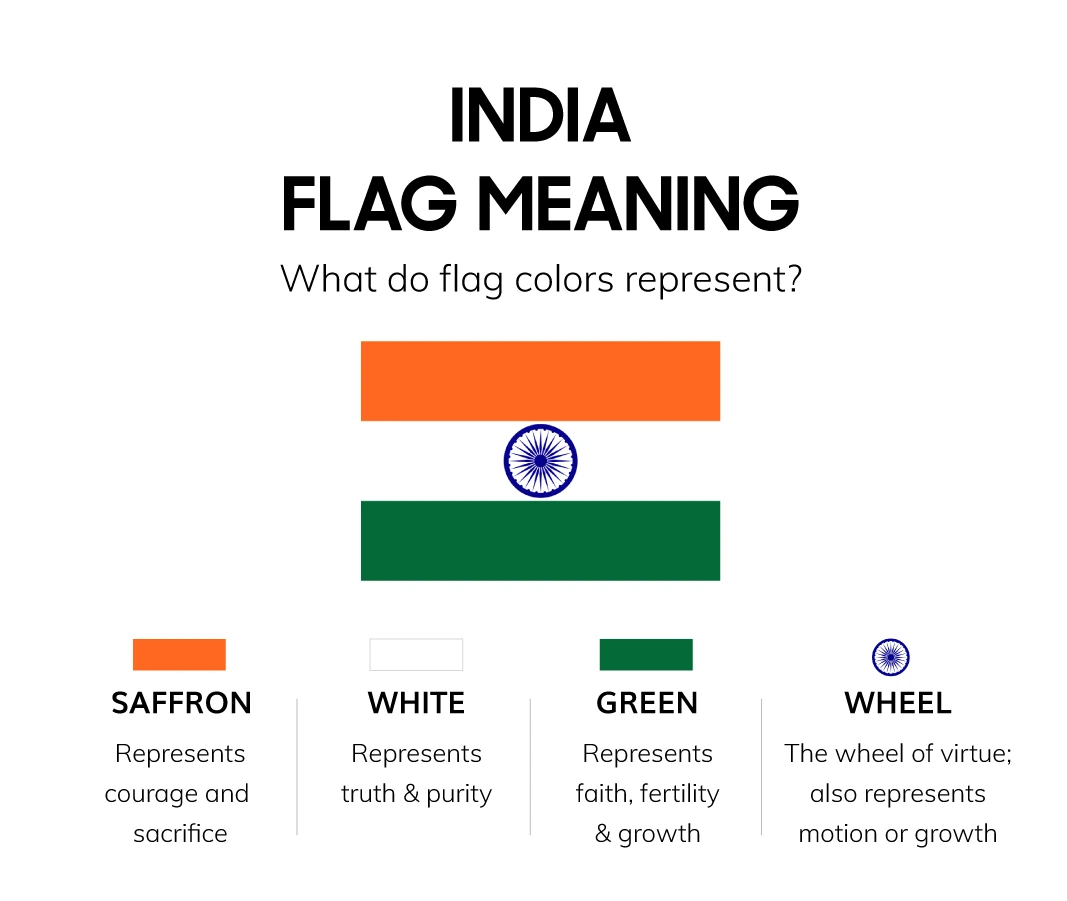 INDIA
FLAG MEANING
What do flag colors represent?
SAFFRON
Represents
courage and
sacrifice
WHITE
Represents
truth & purity
GREEN
Represents
faith, fertility
& growth
WHEEL
The wheel of virtue;
also represents
motion or growth